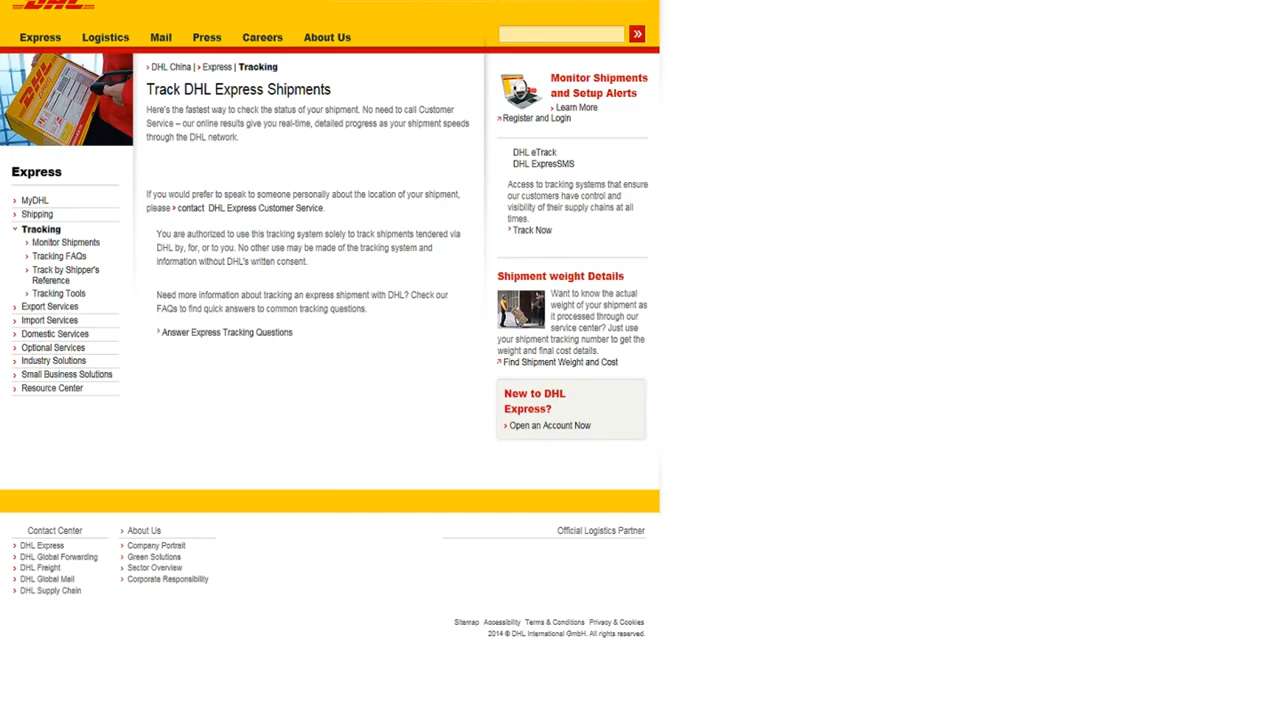 DHL
Express Logistics Mail Press Careers About Us
»
DHL EXPRESS
› DHL China | › Express | Tracking
Track DHL Express Shipments
Here's the fastest way to check the status of your shipment. No need to call Customer
Service – our online results give you real-time, detailed progress as your shipment speeds
through the DHL network.
If you would prefer to speak to someone personally about the location of your shipment,
please › contact DHL Express Customer Service.
You are authorized to use this tracking system solely to track shipments tendered via
DHL by, for, or to you. No other use may be made of the tracking system and
information without DHL's written consent.
Need more information about tracking an express shipment with DHL? Check our
FAQs to find quick answers to common tracking questions.
› Answer Express Tracking Questions
Express
› MyDHL
› Shipping
Tracking
› Monitor Shipments
› Tracking FAQs
› Track by Shipper's
Reference
› Tracking Tools
› Export Services
› Import Services
› Domestic Services
› Optional Services
› Industry Solutions
› Small Business Solutions
› Resource Center
Monitor Shipments
and Setup Alerts
› Learn More
Register and Login
DHL eTrack
DHL ExpresSMS
Access to tracking systems that ensure
our customers have control and
visibility of their supply chains at all
times.
› Track Now
Shipment weight Details
Want to know the actual
weight of your shipment as
it processed through our
service center? Just use
your shipment tracking number to get the
weight and final cost details.
Find Shipment Weight and Cost
New to DHL
Express?
› Open an Account Now
Contact Center
› DHL Express
› DHL Global Forwarding
› DHL Freight
› DHL Global Mail
› DHL Supply Chain
› About Us
› Company Portrait
› Green Solutions
› Sector Overview
› Corporate Responsibility
Official Logistics Partner
Sitemap Accessibility Terms & Conditions Privacy & Cookies
2014 © DHL International GmbH. All rights reserved.